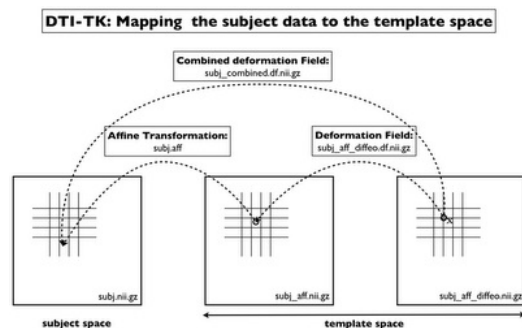 DTI-TK: Mapping the subject data to the template space
Combined deformation Field:
subj_combined.df.nii.gz
Affine Transformation:
subj.aff
Deformation Field:
subj_aff_diffeo.df.nii.gz
x
subj.nii.gz
subj_aff.nii.gz
subj_aff_diffeo.nii.gz
subject space
template space